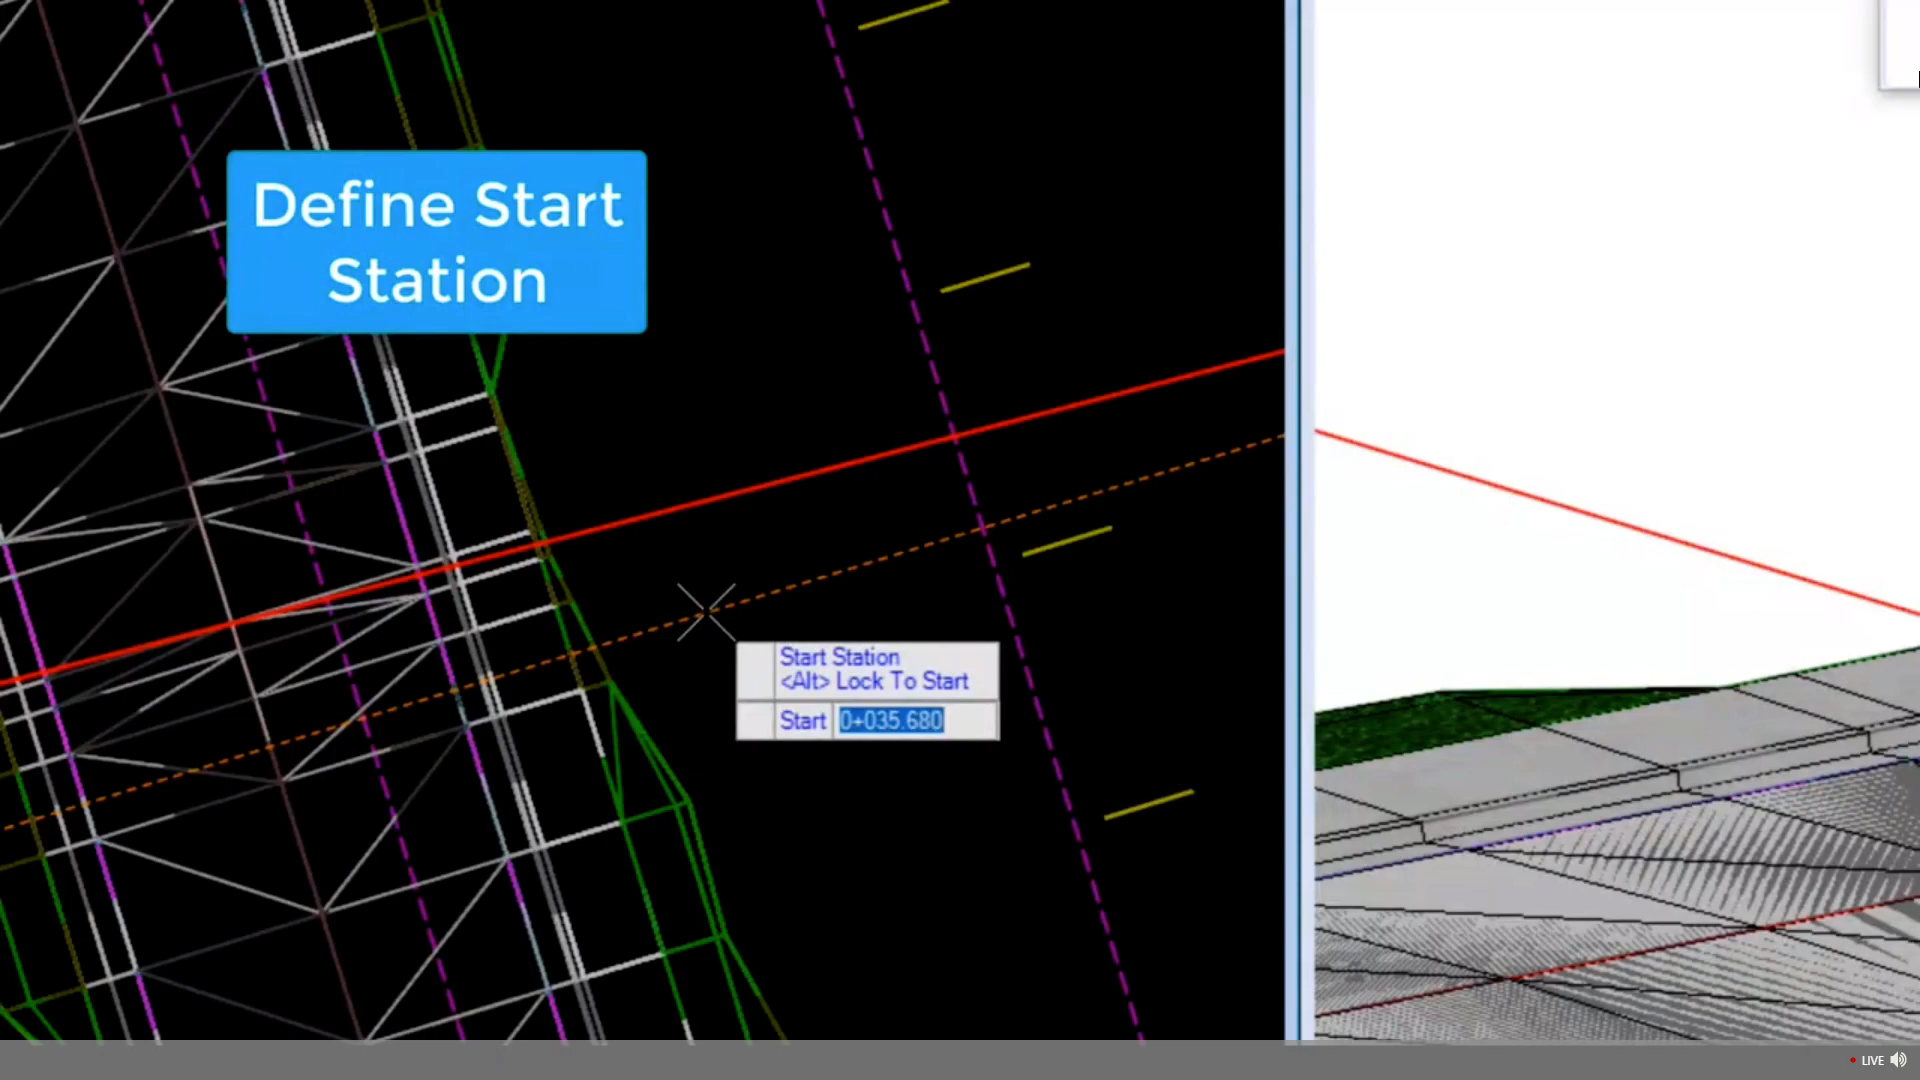 Define Start
Station
Start Station
<Alt> Lock To Start
Start 0+035.680
LIVE